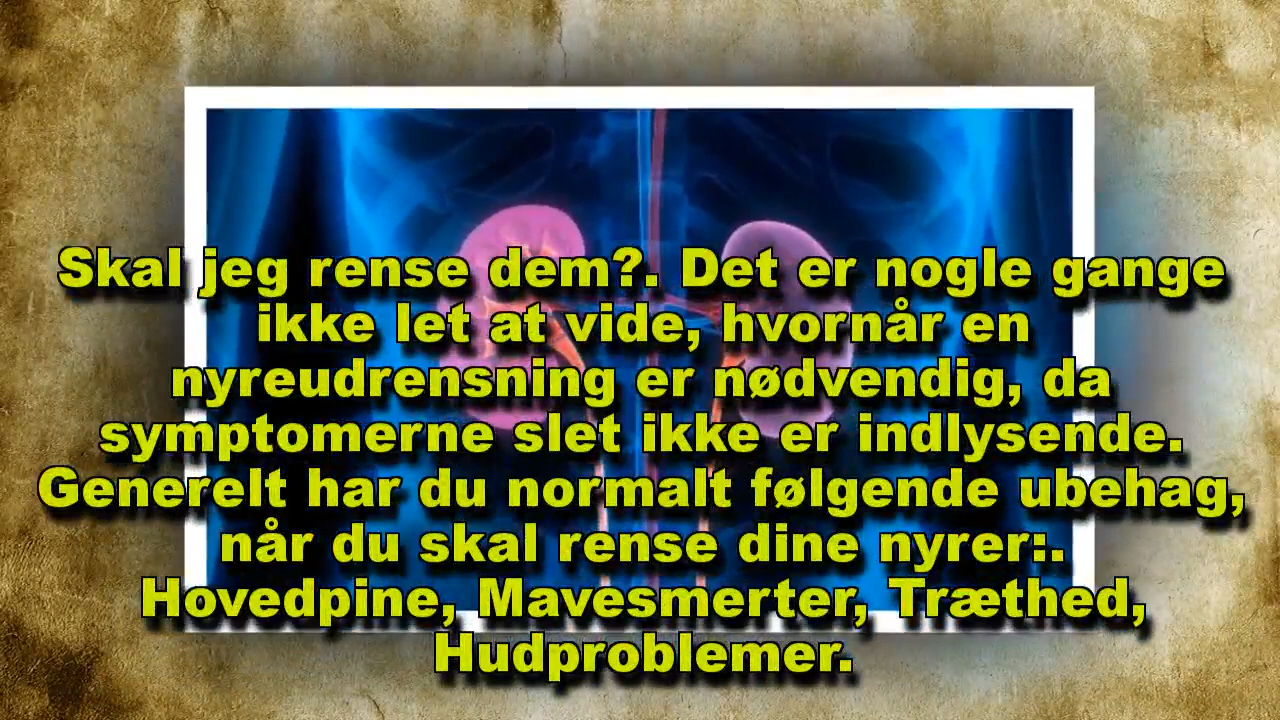 Skal jeg rense dem?. Det er nogle gange
ikke let at vide, hvornår en
nyreudrensning er nødvendig, da
symptomerne slet ikke er indlysende.
Generelt har du normalt følgende ubehag,
når du skal rense dine nyrer:.
Hovedpine, Mavesmerter, Træthed,
Hudproblemer.